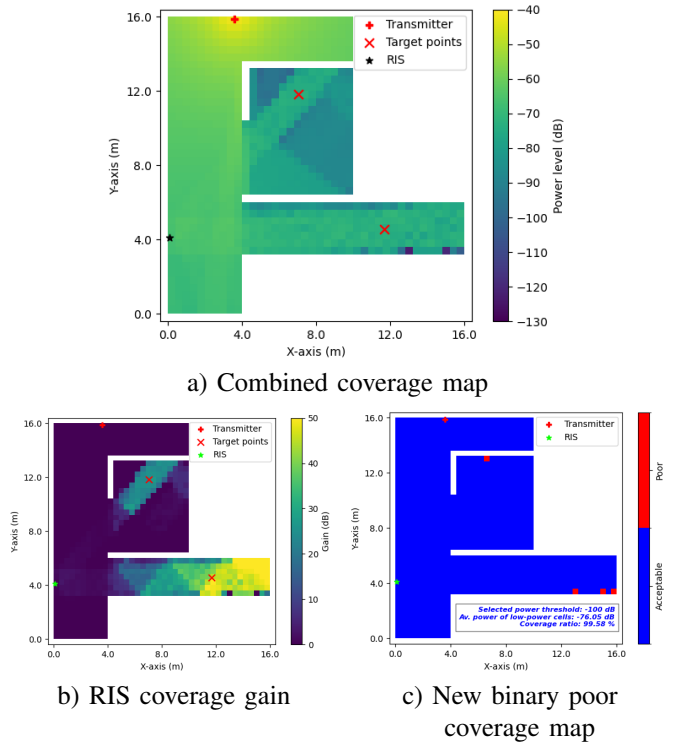 16.0
12.0
8.0
4.0
0.0
Y-axis (m)
0.0 4.0 8.0 12.0 16.0
X-axis (m)
Transmitter
Target points
RIS
−40
−50
−60
−70
−80
−90
−100
−110
−120
−130
Power level (dB)
a) Combined coverage map
16.0
12.0
8.0
4.0
0.0
Y-axis (m)
0.0 4.0 8.0 12.0 16.0
X-axis (m)
Transmitter
Target points
RIS
50
40
30
20
10
0
Gain (dB)
16.0
12.0
8.0
4.0
0.0
Y-axis (m)
0.0 4.0 8.0 12.0 16.0
X-axis (m)
Transmitter
RIS
Selected power threshold: -100 dB
Av. power of low-power cells: -76.05 dB
Coverage ratio: 99.58 %
Poor
Acceptable
b) RIS coverage gain
c) New binary poor
coverage map